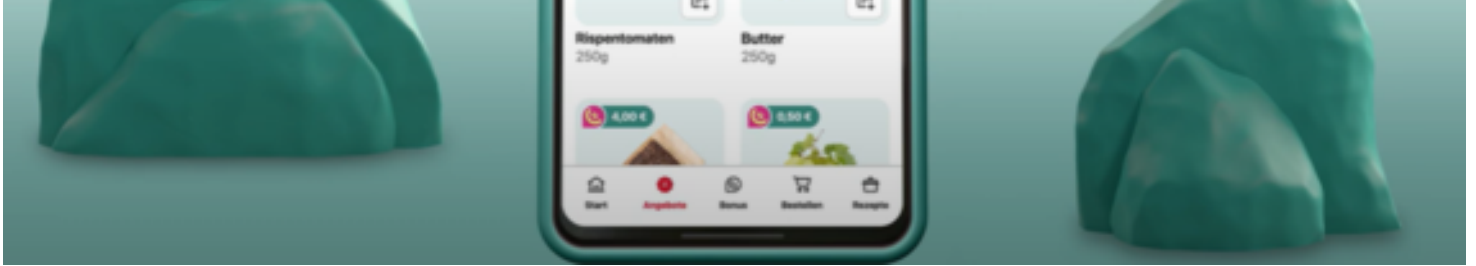 Rispentomaten
250g
Butter
250g
4,00 €
0,50 €
Start
Angebote
Bonus
Bestellen
Rezepte